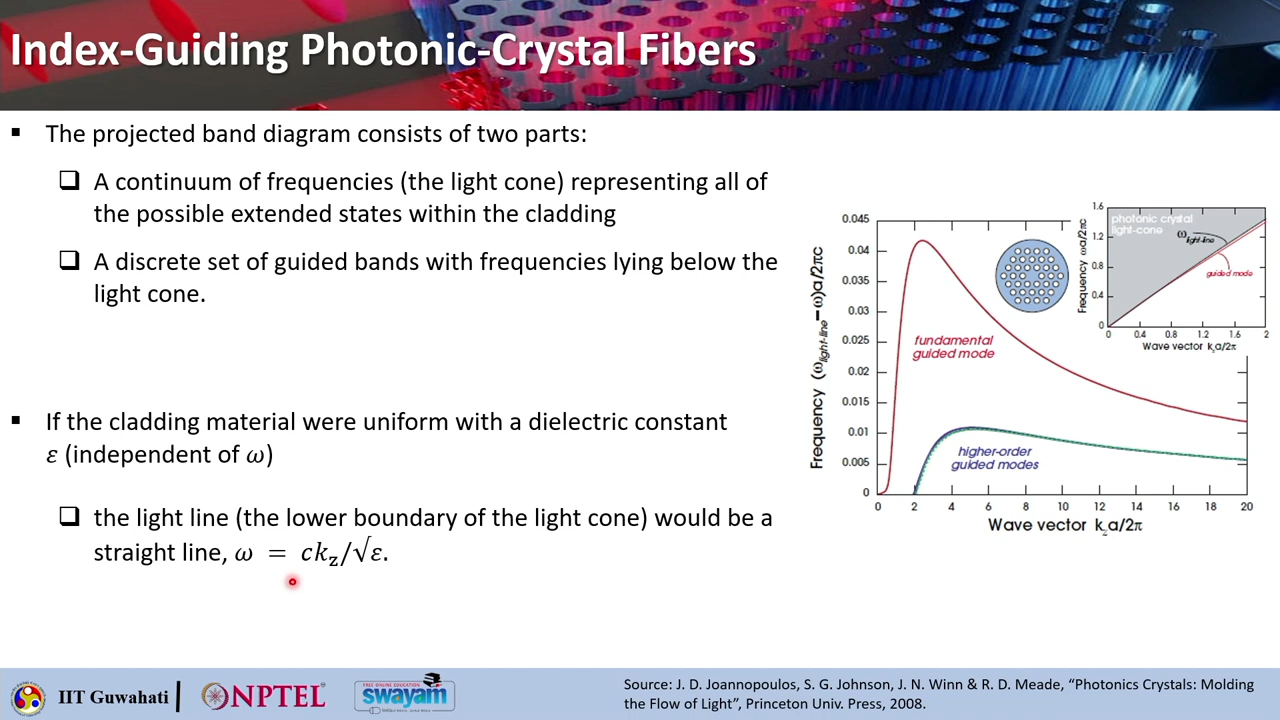 Index-Guiding Photonic-Crystal Fibers
▪ The projected band diagram consists of two parts:
❑ A continuum of frequencies (the light cone) representing all of
the possible extended states within the cladding
❑ A discrete set of guided bands with frequencies lying below the
light cone.
▪ If the cladding material were uniform with a dielectric constant
𝜀 (independent of 𝜔)
❑ the light line (the lower boundary of the light cone) would be a
straight line, 𝜔 = 𝑐𝑘z/√𝜀.
Frequency (ωlight-line−ω)a/2πc
0.045
0.04
0.035
0.03
0.025
0.02
0.015
0.01
0.005
0
fundamental
guided mode
higher-order
guided modes
0 2 4 6 8 10 12 14 16 18 20
Wave vector kza/2π
Frequency ωa/2πc
1.6
1.2
0.8
0.4
0
photonic crystal
light-cone
ωlight-line
guided mode
0 0.4 0.8 1.2 1.6 2
Wave vector kza/2π
IIT Guwahati
NPTEL
FREE ONLINE EDUCATION
swayam
Source: J. D. Joannopoulos, S. G. Johnson, J. N. Winn & R. D. Meade, “Photonics Crystals: Molding
the Flow of Light”, Princeton Univ. Press, 2008.